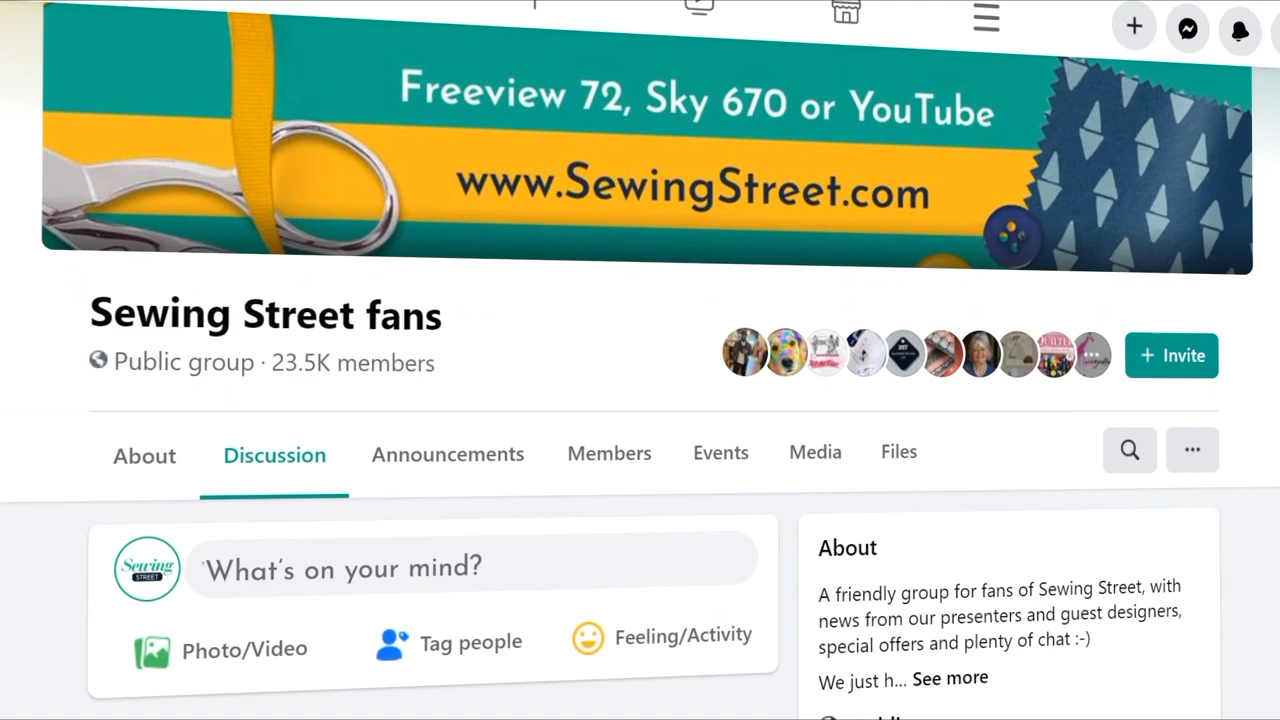 Freeview 72, Sky 670 or YouTube
www.SewingStreet.com
Sewing Street fans
Public group · 23.5K members
+ Invite
About
Discussion
Announcements
Members
Events
Media
Files
Sewing
STREET
What's on your mind?
Photo/Video
Tag people
Feeling/Activity
About
A friendly group for fans of Sewing Street, with
news from our presenters and guest designers,
special offers and plenty of chat :-)
We just h... See more